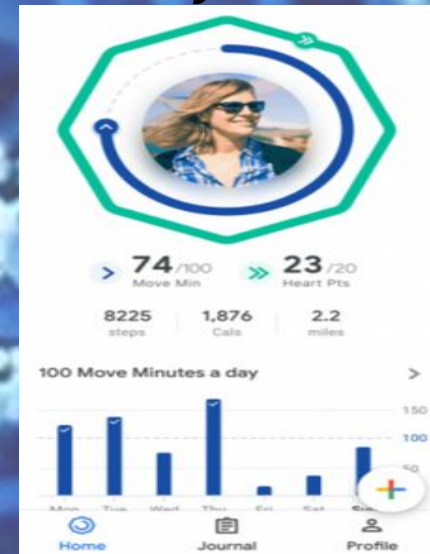 74/100 23/20
Move Min Heart Pts
8225 1,876 2.2
steps Cals miles
100 Move Minutes a day
150
100
50
Mon Tue Wed Thu Fri Sat
Home Journal Profile